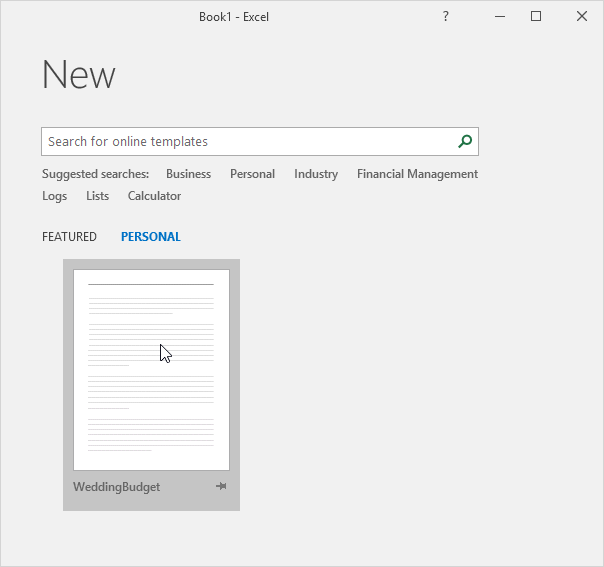 Book1 - Excel ?
New
Search for online templates
Suggested searches: Business Personal Industry Financial Management
Logs Lists Calculator
FEATURED PERSONAL
WeddingBudget